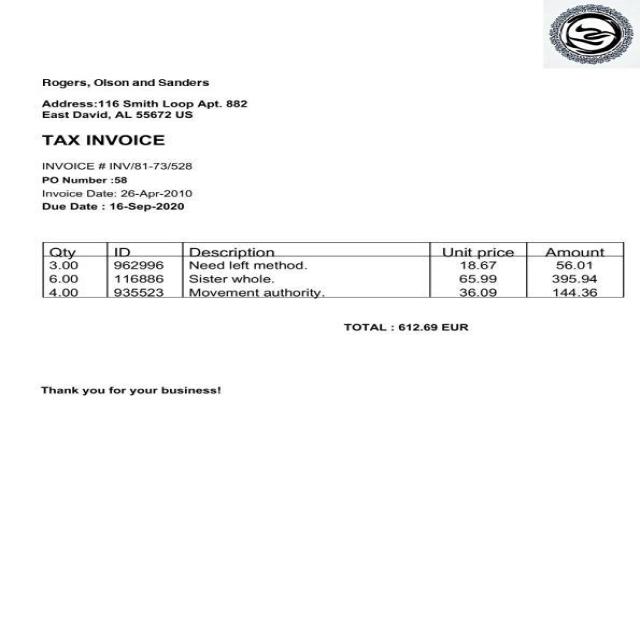 Rogers, Olson and Sanders
Address:116 Smith Loop Apt. 882
East David, AL 55672 US
TAX INVOICE
INVOICE # INV/81-73/528
PO Number :58
Invoice Date: 26-Apr-2010
Due Date : 16-Sep-2020
Qty ID Description Unit price Amount
3.00 962996 Need left method. 18.67 56.01
6.00 116886 Sister whole. 65.99 395.94
4.00 935523 Movement authority. 36.09 144.36
TOTAL : 612.69 EUR
Thank you for your business!